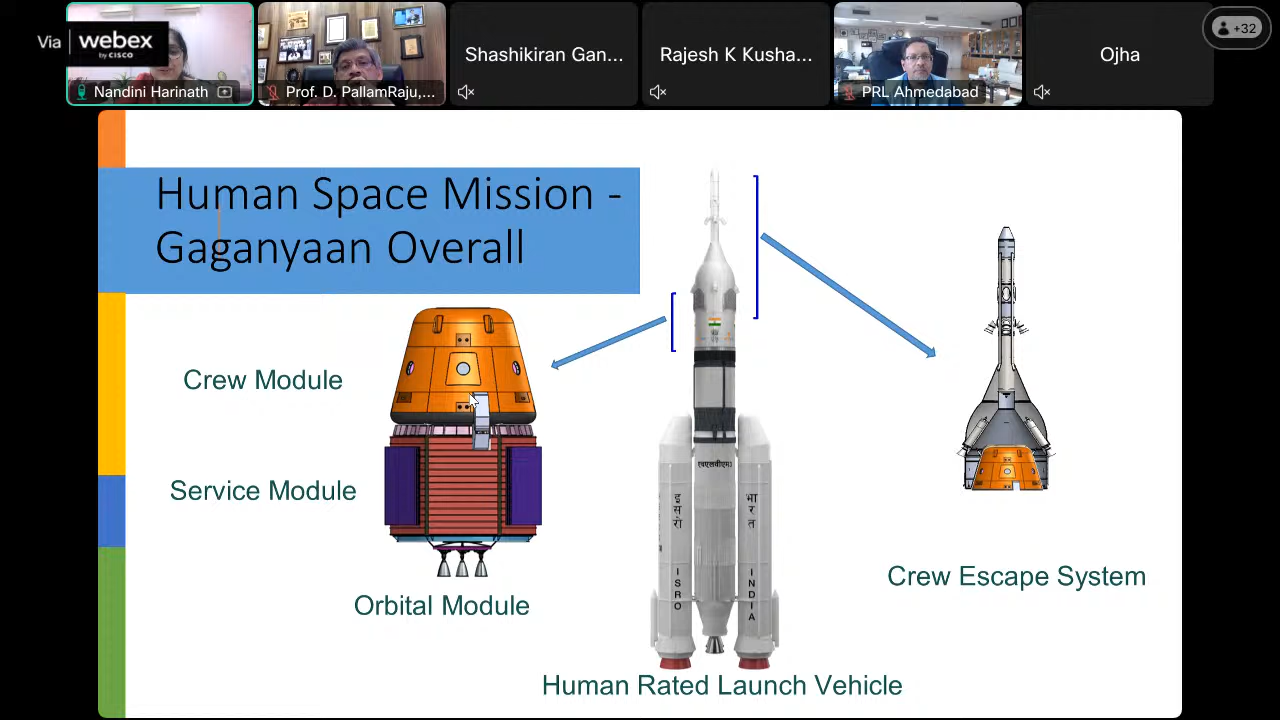 Via webex
by CISCO
Nandini Harinath
Prof. D. PallamRaju,...
Shashikiran Gan...
Rajesh K Kusha...
PRL Ahmedabad
Ojha
+32
Human Space Mission -
Gaganyaan Overall
Crew Module
Service Module
Orbital Module
एलवीएम3
इसरो
भारत
ISRO
INDIA
Crew Escape System
Human Rated Launch Vehicle